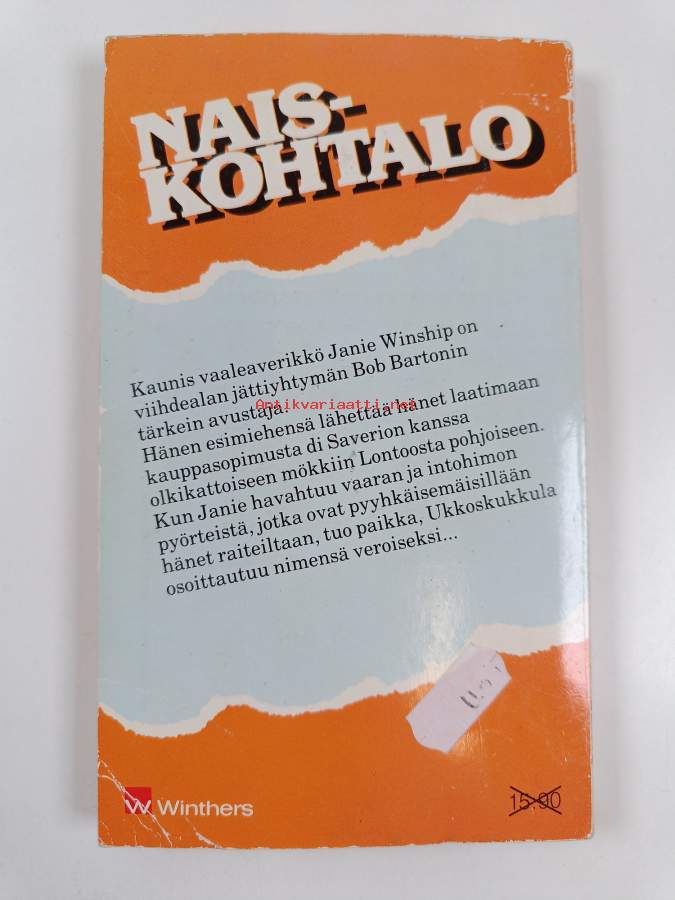 NAIS-
KOHTALO
Kaunis vaaleaverikkö Janie Winship on
viihdealan jättiyhtymän Bob Bartonin
tärkein avustaja.
Antikvariaatti.net
Hänen esimiehensä lähettää hänet laatimaan
kauppasopimusta di Saverion kanssa
olkikattoiseen mökkiin Lontoosta pohjoiseen.
Kun Janie havahtuu vaaran ja intohimon
pyörteistä, jotka ovat pyyhkäisemäisillään
hänet raiteiltaan, tuo paikka, Ukkoskukkula
osoittautuu nimensä veroiseksi...
W Winthers
15:90